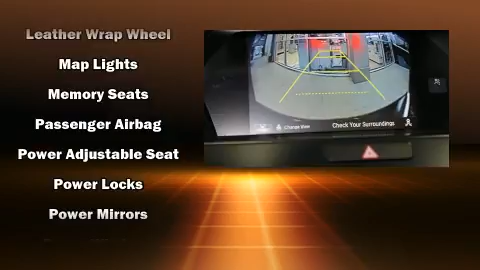 Leather Wrap Wheel
Map Lights
Memory Seats
Passenger Airbag
Power Adjustable Seat
Power Locks
Power Mirrors
Change View
Check Your Surroundings